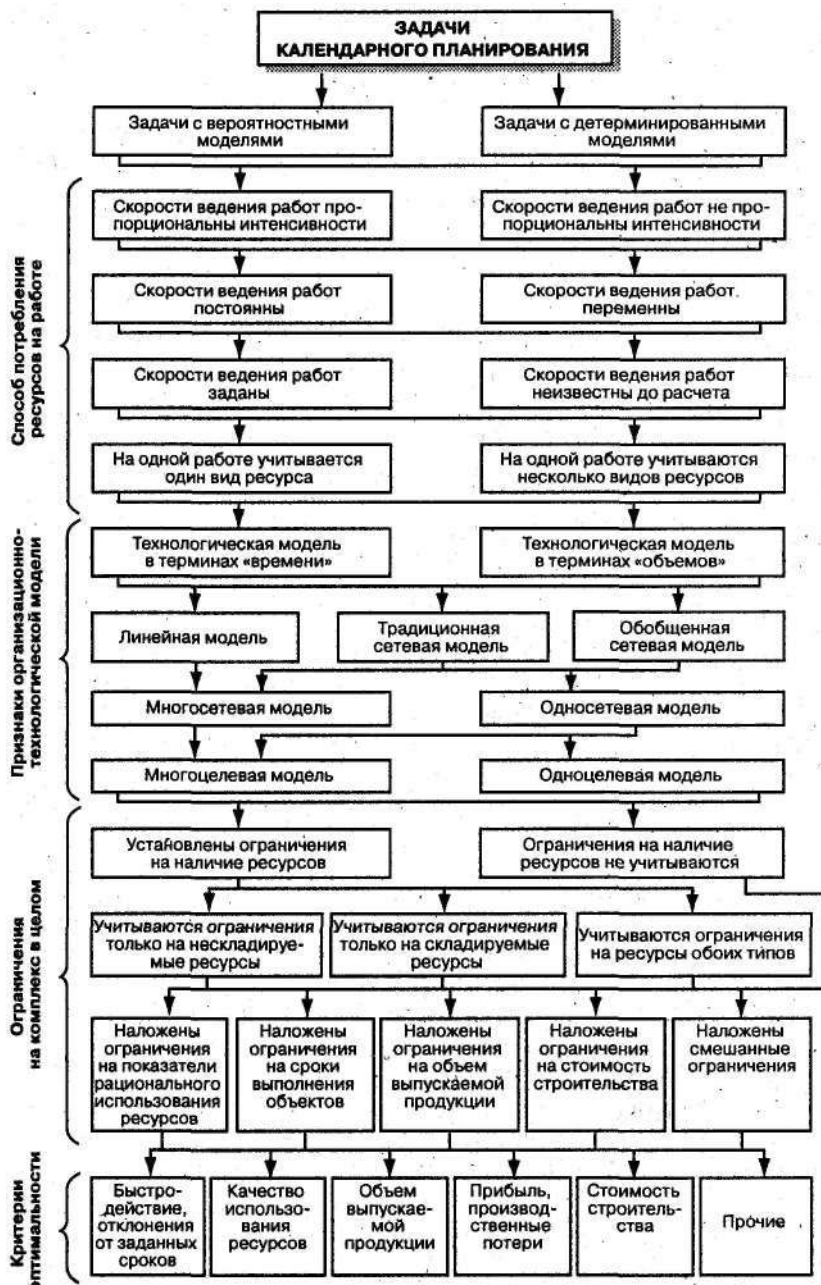 ЗАДАЧИ
КАЛЕНДАРНОГО ПЛАНИРОВАНИЯ
Задачи с вероятностными
моделями
Задачи с детерминированными
моделями
Способ потребления
ресурсов на работе
Скорости ведения работ про-
порциональны интенсивности
Скорости ведения работ не про-
порциональны интенсивности
Скорости ведения работ
постоянны
Скорости ведения работ
переменны
Скорости ведения работ
заданы
Скорости ведения работ
неизвестны до расчета
На одной работе учитывается
один вид ресурса
На одной работе учитываются
несколько видов ресурсов
Признаки организационно-
технологической модели
Технологическая модель
в терминах «времени»
Технологическая модель
в терминах «объемов»
Линейная модель
Традиционная
сетевая модель
Обобщенная
сетевая модель
Многосетевая модель
Односетевая модель
Многоцелевая модель
Одноцелевая модель
Ограничения
на комплекс в целом
Установлены ограничения
на наличие ресурсов
Ограничения на наличие
ресурсов не учитываются
Учитываются ограничения
только на нескладируе-
мые ресурсы
Учитываются ограничения
только на складируемые
ресурсы
Учитываются ограничения
на ресурсы обоих типов
Наложены
ограничения
на показатели
рационального
использования
ресурсов
Наложены
ограничения
на сроки
выполнения
объектов
Наложены
ограничения
на объем
выпускаемой
продукции
Наложены
ограничения
на стоимость
строительства
Наложены
смешанные
ограничения
Критерии
оптимальности
Быстро-
действие,
отклонения
от заданных
сроков
Качество
использо-
вания
ресурсов
Объем
выпускае-
мой
продукции
Прибыль,
производ-
ственные
потери
Стоимость
строитель-
ства
Прочие